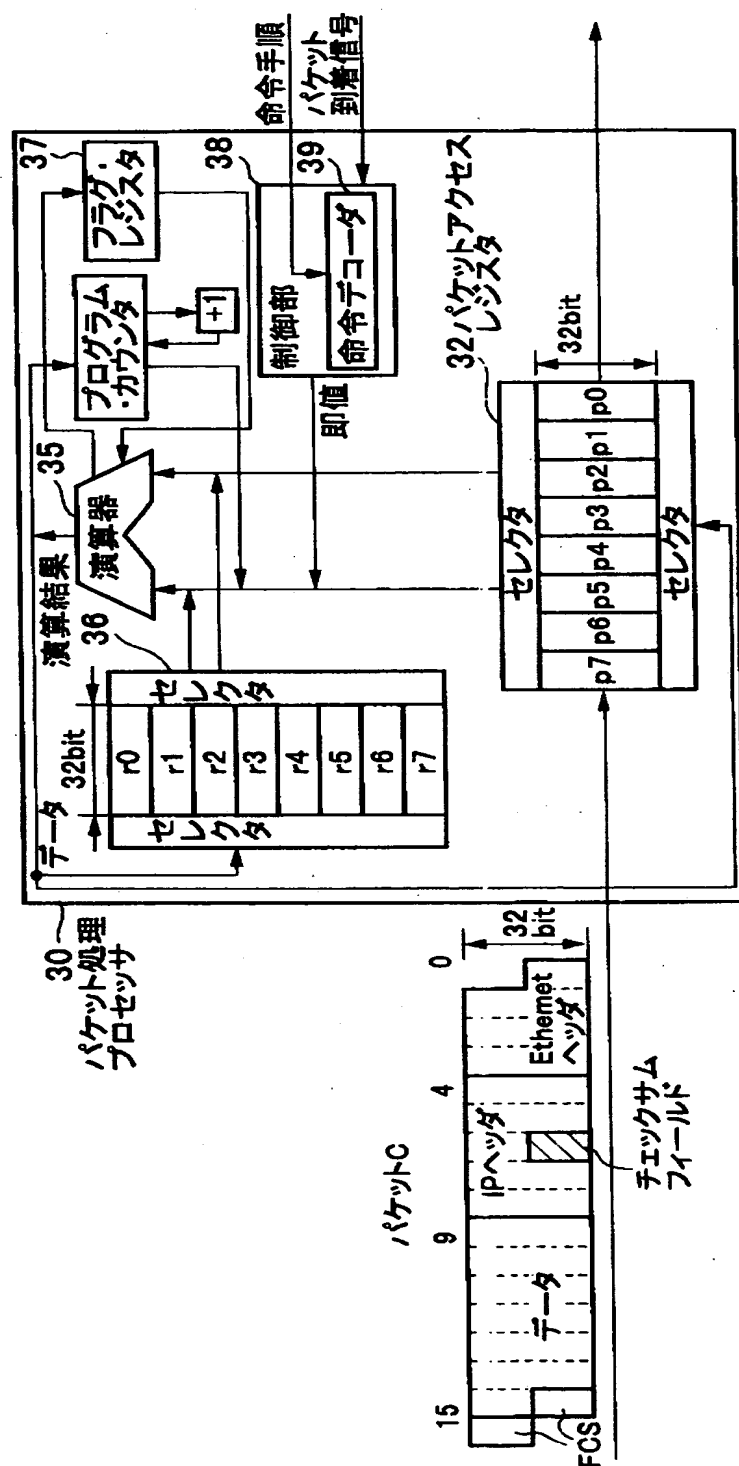 30
パケット処理
プロセッサ
データ
32bit
セレクタ
r0
r1
r2
r3
r4
r5
r6
r7
セレクタ
36
演算結果
35
演算器
プログラム
・カウンタ
+1
37
フラグ・
レジスタ
即値
38
制御部
39
命令デコーダ
命令手順
パケット
到着信号
32パケットアクセス
レジスタ
セレクタ
p7
p6
p5
p4
p3
p2
p1
p0
32bit
セレクタ
パケットC
15
9
4
0
32
bit
データ
IPヘッダ
Ethernet
ヘッダ
FCS
チェックサム
フィールド